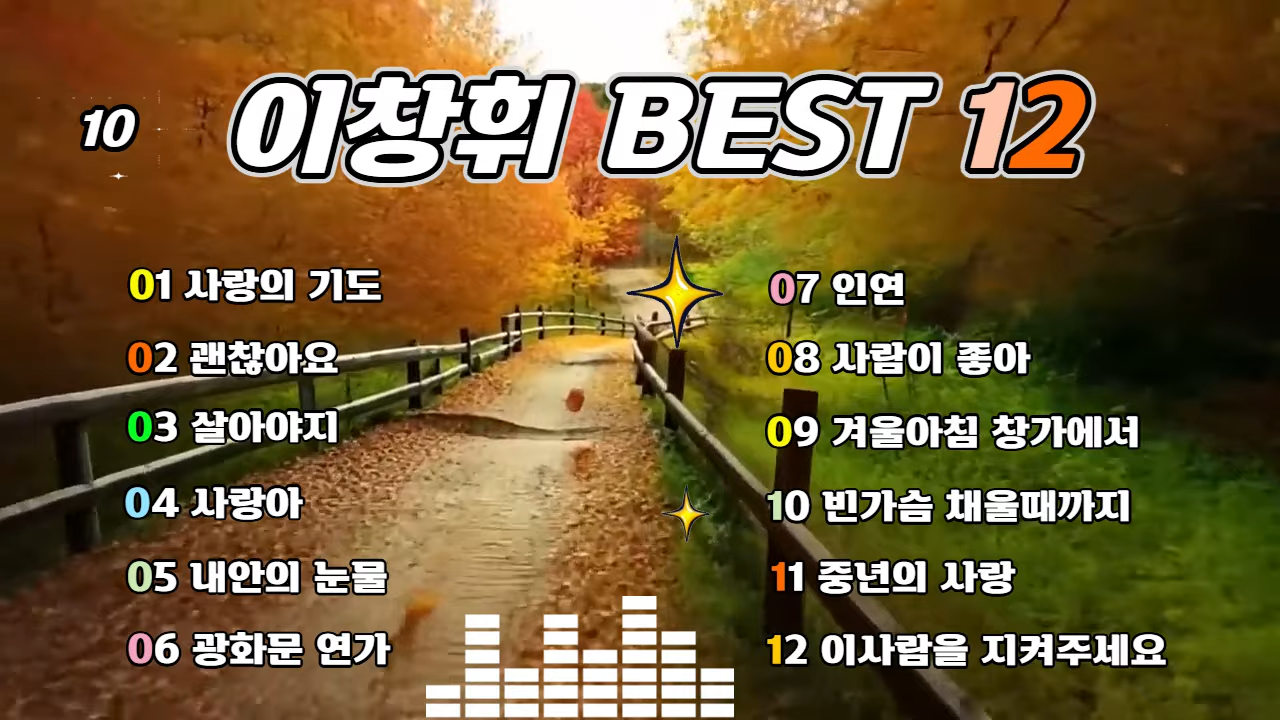 10
이창휘 BEST 12
01 사랑의 기도
02 괜찮아요
03 살아야지
04 사랑아
05 내안의 눈물
06 광화문 연가
07 인연
08 사람이 좋아
09 겨울아침 창가에서
10 빈가슴 채울때까지
11 중년의 사랑
12 이사람을 지켜주세요